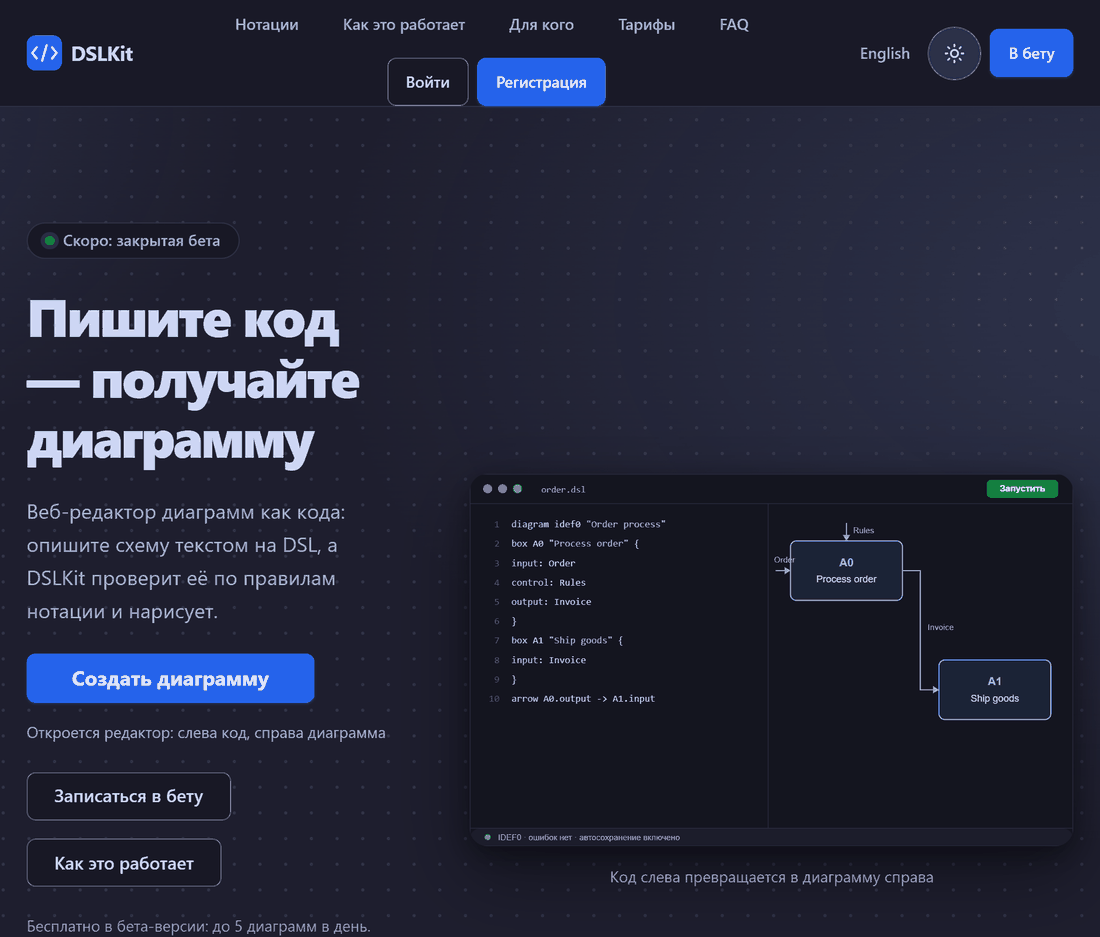 DSLKit
Нотации
Как это работает
Для кого
Тарифы
FAQ
Войти
Регистрация
English
В бету
Скоро: закрытая бета
Пишите код
— получайте
диаграмму
Веб-редактор диаграмм как кода:
опишите схему текстом на DSL, а
DSLKit проверит её по правилам
нотации и нарисует.
Создать диаграмму
Откроется редактор: слева код, справа диаграмма
Записаться в бету
Как это работает
Бесплатно в бета-версии: до 5 диаграмм в день.
order.dsl
Запустить
1 diagram idef0 "Order process"
2 box A0 "Process order" {
3 input: Order
4 control: Rules
5 output: Invoice
6 }
7 box A1 "Ship goods" {
8 input: Invoice
9 }
10 arrow A0.output -> A1.input
Rules
Order
A0
Process order
Invoice
A1
Ship goods
IDEF0 · ошибок нет · автосохранение включено
Код слева превращается в диаграмму справа